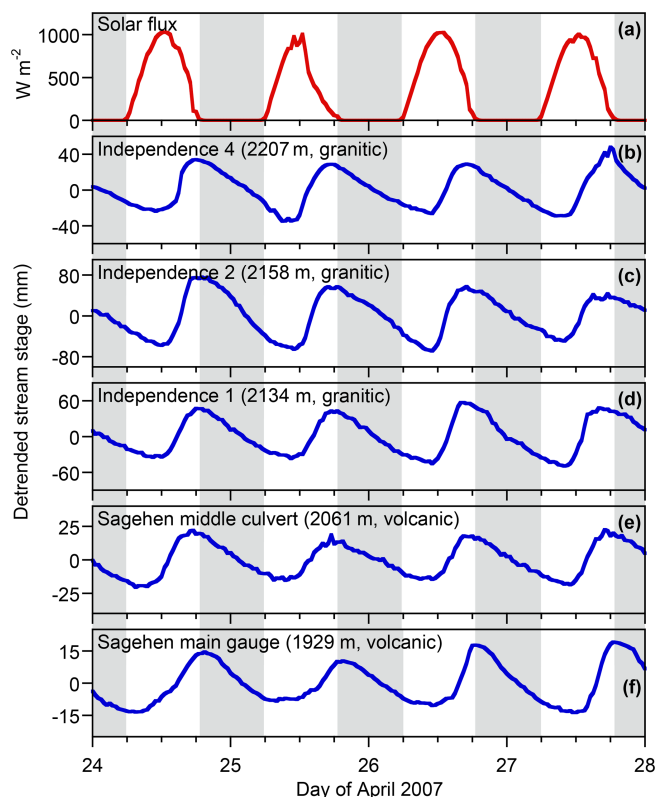 Solar flux
(a)
1000
500
0
W m-2
Independence 4 (2207 m, granitic)
(b)
40
0
-40
Independence 2 (2158 m, granitic)
(c)
80
0
-80
Detrended stream stage (mm)
Independence 1 (2134 m, granitic)
(d)
60
0
-60
Sagehen middle culvert (2061 m, volcanic)
(e)
25
0
-25
Sagehen main gauge (1929 m, volcanic)
(f)
15
0
-15
24 25 26 27 28
Day of April 2007